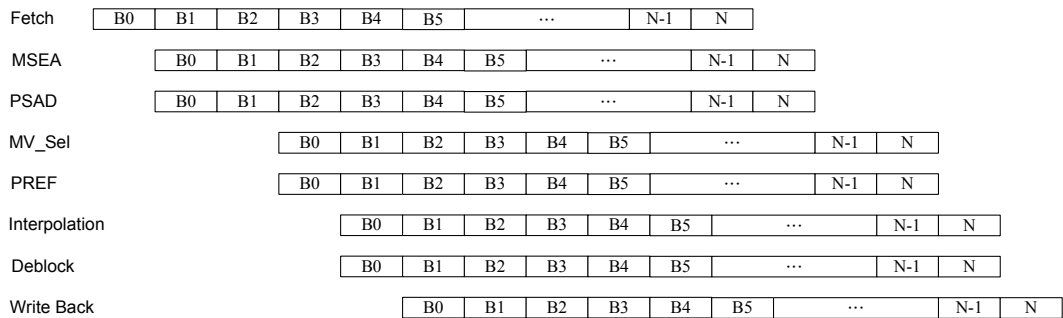 Fetch B0 B1 B2 B3 B4 B5 ... N-1 N
MSEA B0 B1 B2 B3 B4 B5 ... N-1 N
PSAD B0 B1 B2 B3 B4 B5 ... N-1 N
MV_Sel B0 B1 B2 B3 B4 B5 ... N-1 N
PREF B0 B1 B2 B3 B4 B5 ... N-1 N
Interpolation B0 B1 B2 B3 B4 B5 ... N-1 N
Deblock B0 B1 B2 B3 B4 B5 ... N-1 N
Write Back B0 B1 B2 B3 B4 B5 ... N-1 N